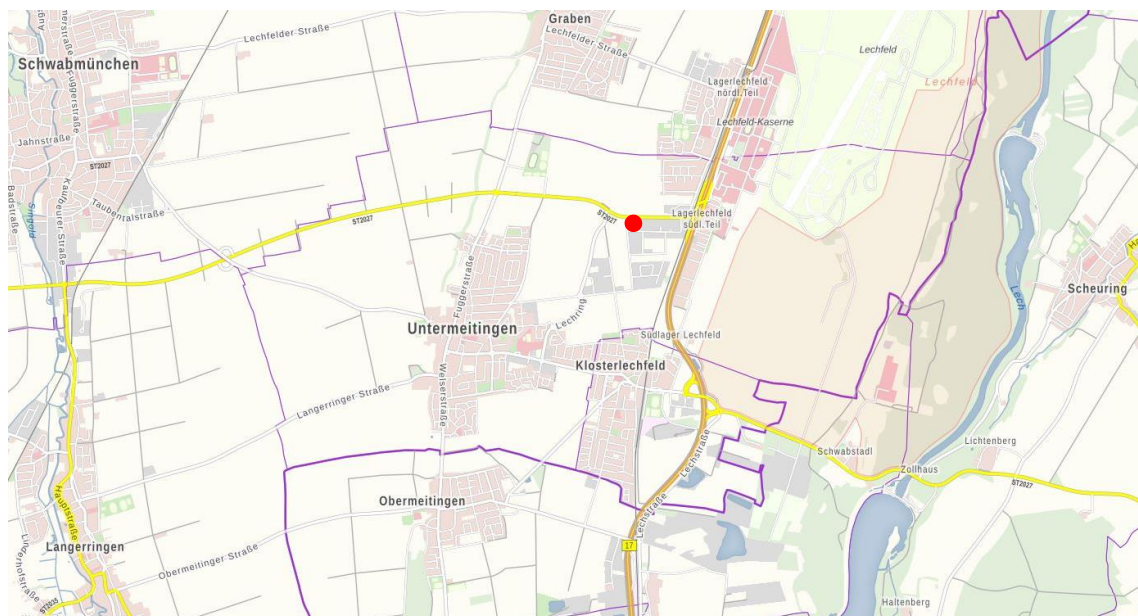 Graben
Lechfelder Straße
Lechfelder Straße
Schwabmünchen
Fuggerstraße
Lechfeld
Lechfeld
Lagerlechfeld
nördl.Teil
Lechfeld-Kaserne
Jahnstraße
ST2027
Badstraße
Kaufbeurer Straße
Singold
Taubentalstraße
ST2027
ST2027
Lagerlechfeld
südl.Teil
Fuggerstraße
Scheuring
Lech
Lechring
Untermeitingen
Südlager Lechfeld
Klosterlechfeld
Weiserstraße
Langerringer Straße
Lechstraße
Schwabstadl
Lichtenberg
Zollhaus
ST2027
Hauptstraße
Obermeitingen
Lechstraße
17
Langerringen
Obermeitinger Straße
Lindenhofstraße
ST2035
Haltenberg